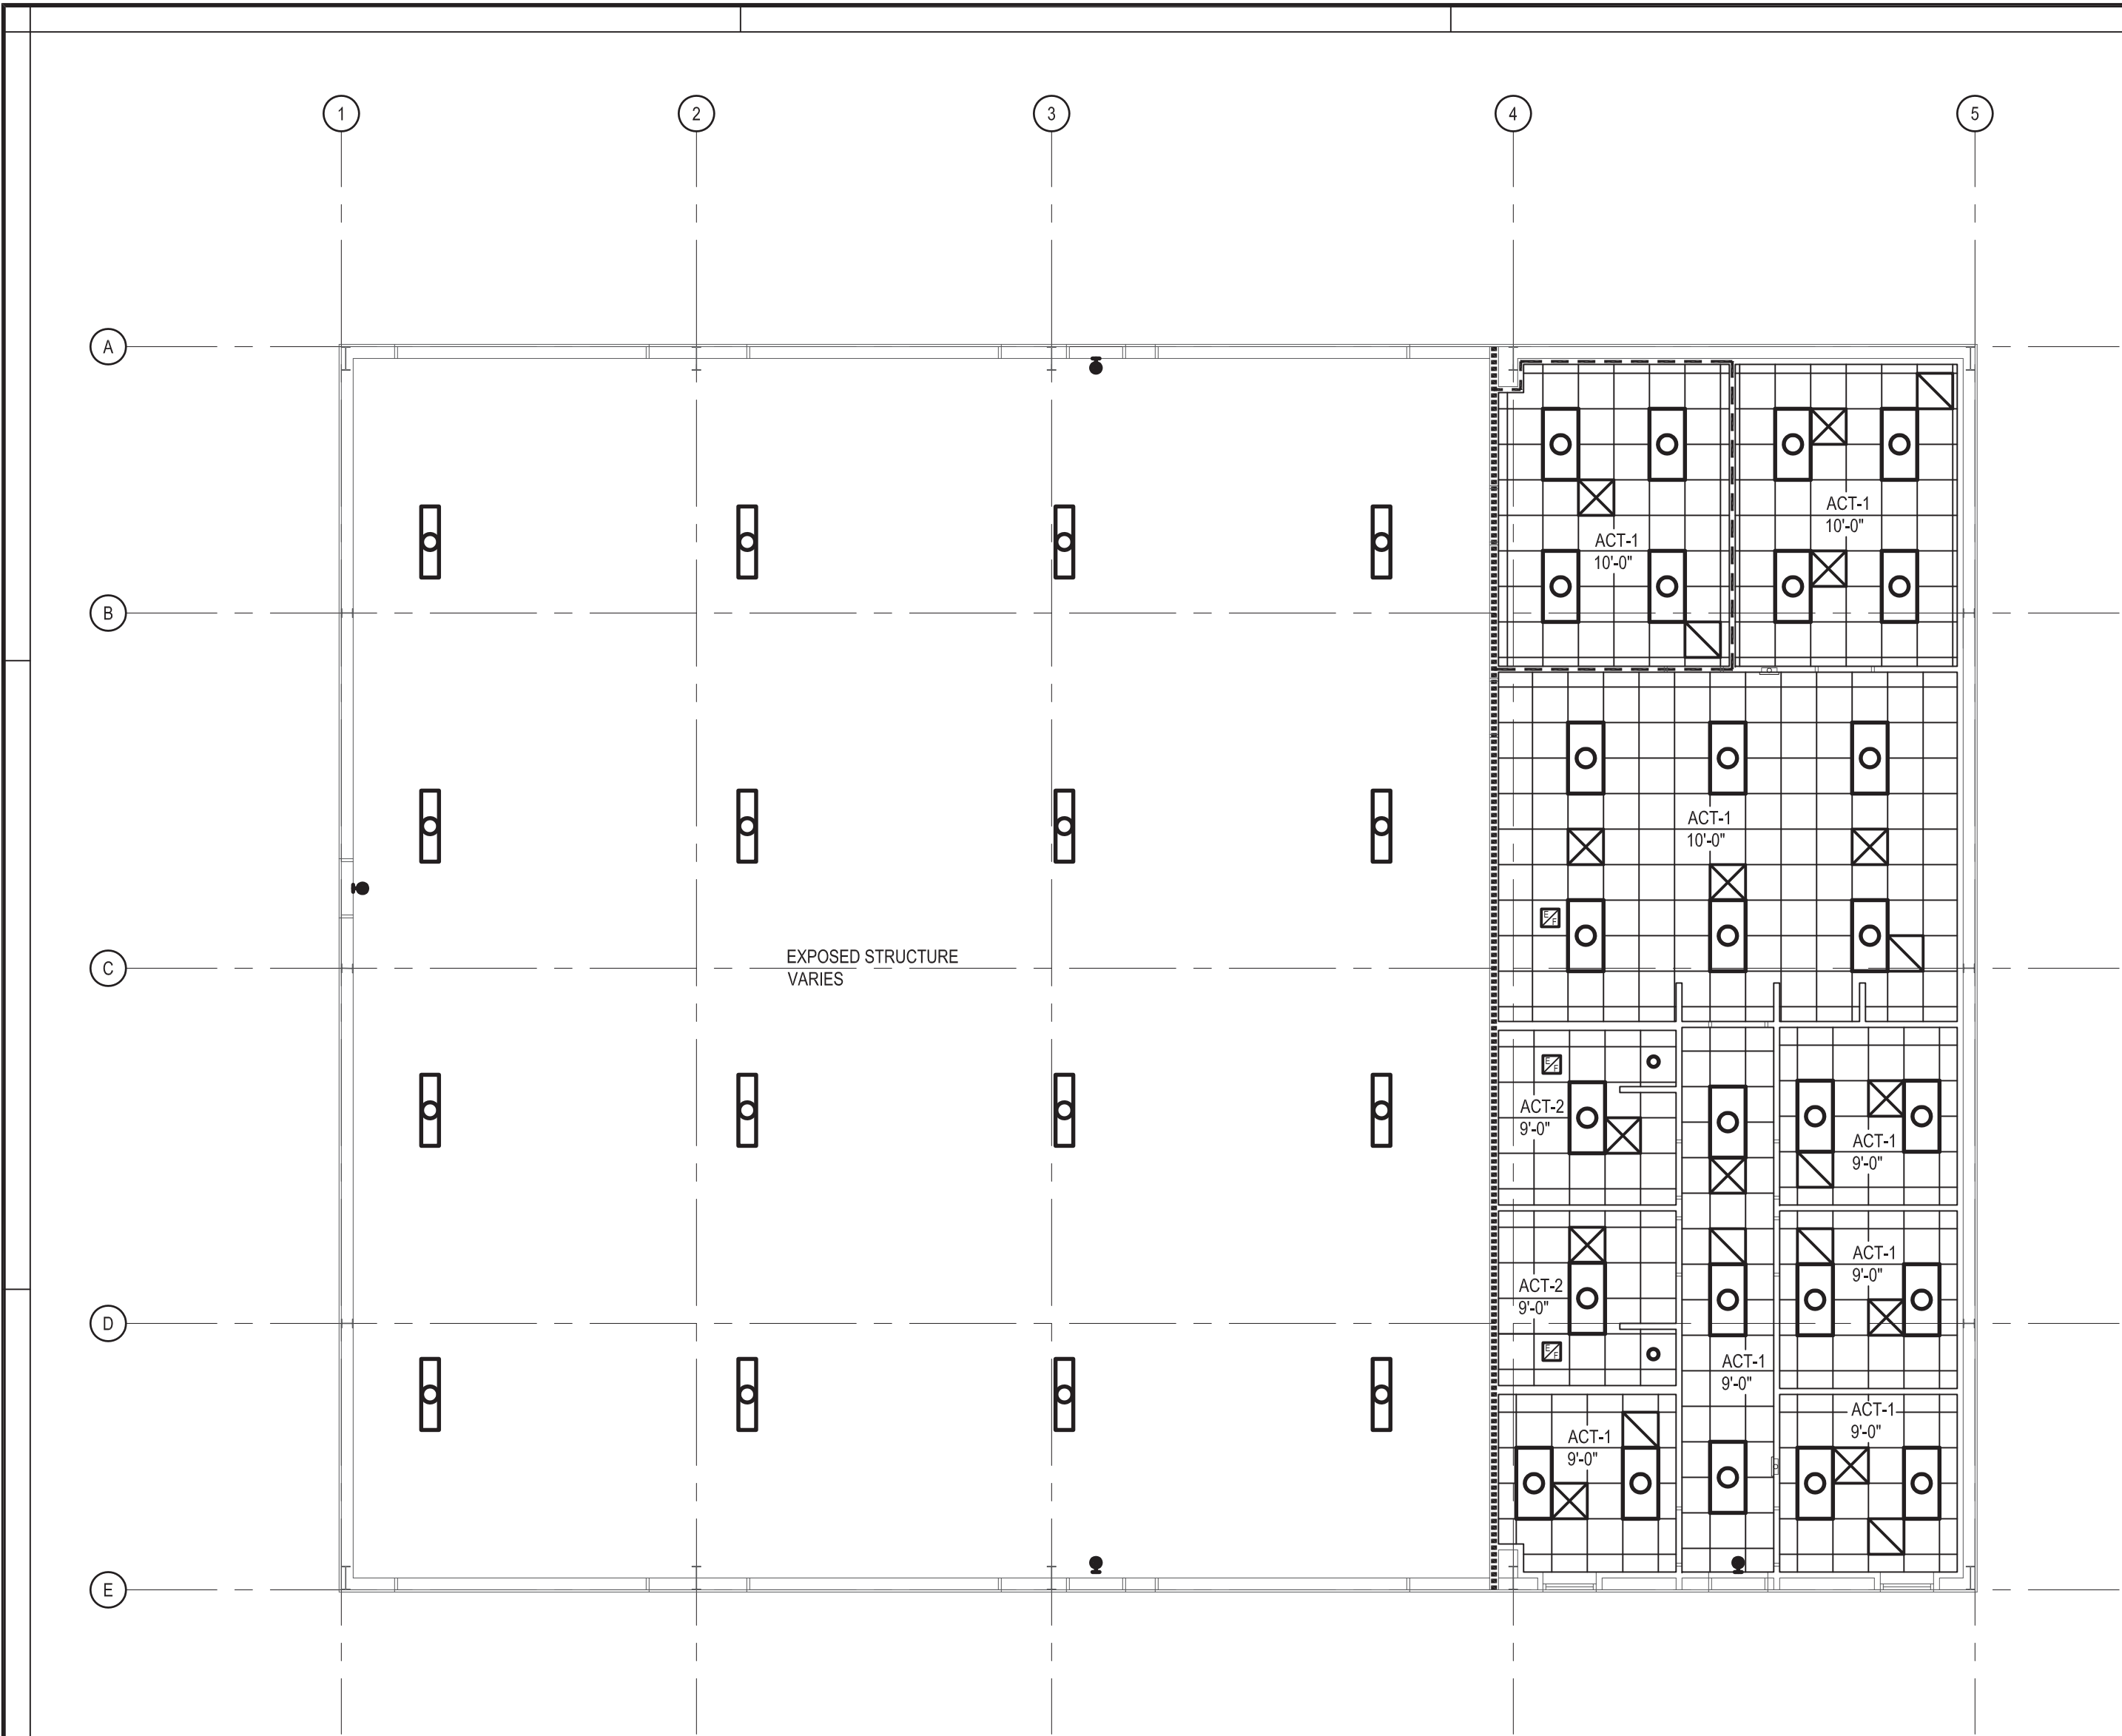 1 2 3 4 5
A
ACT-1
10'-0"
ACT-1
10'-0"
B
ACT-1
10'-0"
E F
EXPOSED STRUCTURE
VARIES
C
E F
ACT-2
9'-0"
ACT-1
9'-0"
ACT-1
9'-0"
ACT-2
9'-0"
D
E F
ACT-1
9'-0"
ACT-1
9'-0"
ACT-1
9'-0"
E